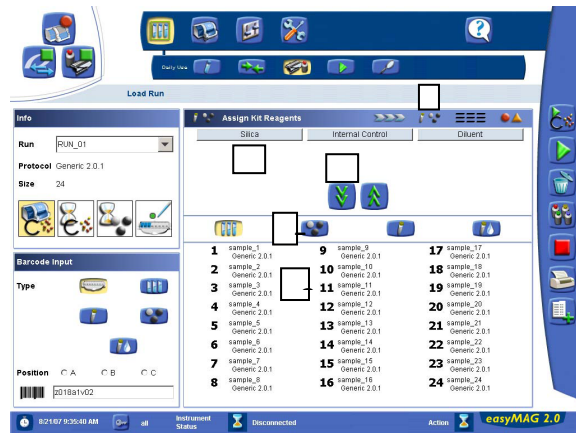 Daily Use
Load Run
Info
Run RUN_01
Protocol Generic 2.0.1
Size 24
Barcode Input
Type
Position A B C
z018a1v02
Assign Kit Reagents
Silica Internal Control Diluent
1 sample_1 Generic 2.0.1
2 sample_2 Generic 2.0.1
3 sample_3 Generic 2.0.1
4 sample_4 Generic 2.0.1
5 sample_5 Generic 2.0.1
6 sample_6 Generic 2.0.1
7 sample_7 Generic 2.0.1
8 sample_8 Generic 2.0.1
9 sample_9 Generic 2.0.1
10 sample_10 Generic 2.0.1
11 sample_11 Generic 2.0.1
12 sample_12 Generic 2.0.1
13 sample_13 Generic 2.0.1
14 sample_14 Generic 2.0.1
15 sample_15 Generic 2.0.1
16 sample_16 Generic 2.0.1
17 sample_17 Generic 2.0.1
18 sample_18 Generic 2.0.1
19 sample_19 Generic 2.0.1
20 sample_20 Generic 2.0.1
21 sample_21 Generic 2.0.1
22 sample_22 Generic 2.0.1
23 sample_23 Generic 2.0.1
24 sample_24 Generic 2.0.1
8/21/07 9:35:40 AM all Instrument Status Disconnected Action easyMAG 2.0